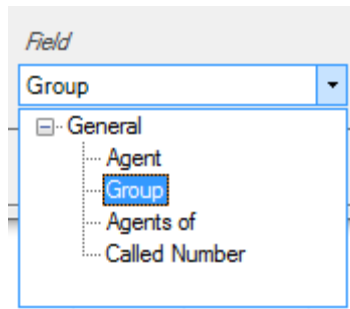 Field
Group
General
Agent
Group
Agents of
Called Number